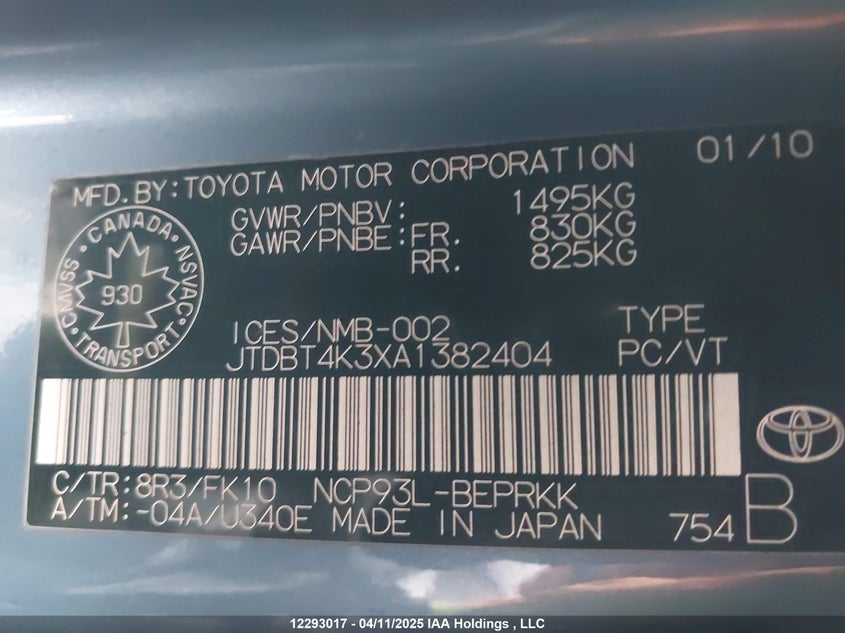 MFD.BY:TOYOTA MOTOR CORPORATION 01/10
GVWR/PNBV: 1495KG
GAWR/PNBE:FR. 830KG
RR. 825KG
CMVSS · CANADA · NSVAC · TRANSPORT ·
930
ICES/NMB-002 TYPE
JTDBT4K3XA1382404 PC/VT
C/TR:8R3/FK10 NCP93L-BEPRKK
A/TM:-04A/U340E MADE IN JAPAN 754 B
12293017 - 04/11/2025 IAA Holdings , LLC